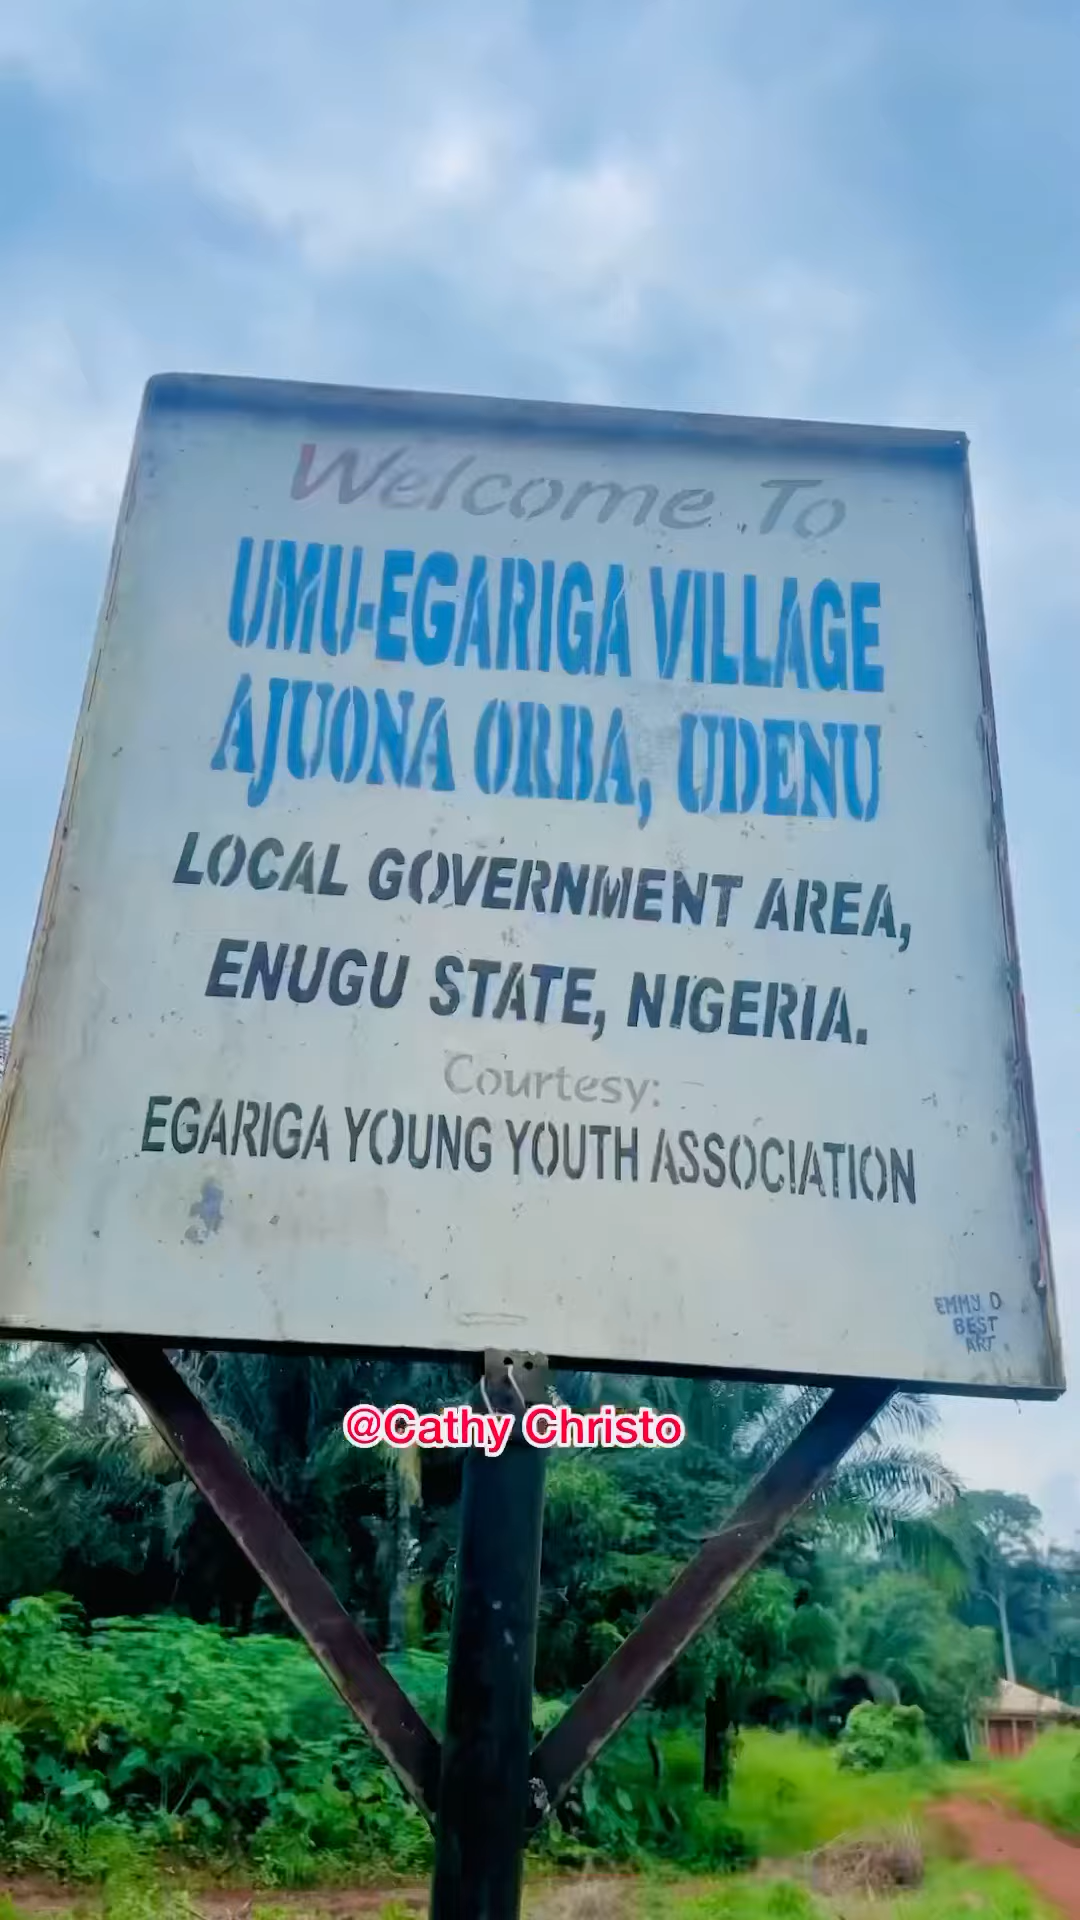 Welcome To
UMU-EGARIGA VILLAGE
AJUONA ORBA, UDENU
LOCAL GOVERNMENT AREA,
ENUGU STATE, NIGERIA.
Courtesy:
EGARIGA YOUNG YOUTH ASSOCIATION
EMMY. D
BEST
ART.
@Cathy Christo